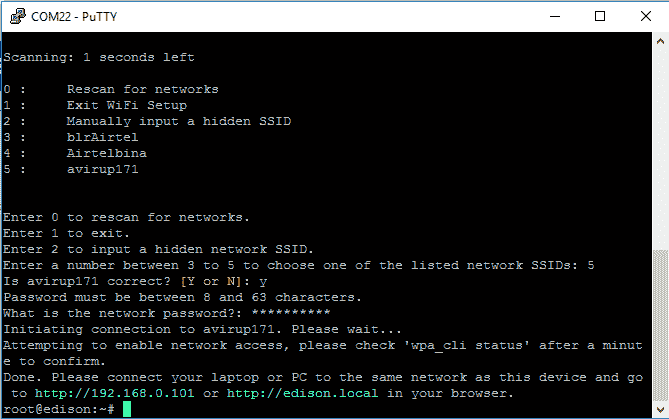 COM22 - PuTTY
Scanning: 1 seconds left
0 :     Rescan for networks
1 :     Exit WiFi Setup
2 :     Manually input a hidden SSID
3 :     blrAirtel
4 :     Airtelbina
5 :     avirup171
Enter 0 to rescan for networks.
Enter 1 to exit.
Enter 2 to input a hidden network SSID.
Enter a number between 3 to 5 to choose one of the listed network SSIDs: 5
Is avirup171 correct? [Y or N]: y
Password must be between 8 and 63 characters.
What is the network password?: **********
Initiating connection to avirup171. Please wait...
Attempting to enable network access, please check 'wpa_cli status' after a minut
e to confirm.
Done. Please connect your laptop or PC to the same network as this device and go
 to http://192.168.0.101 or http://edison.local in your browser.
root@edison:~#